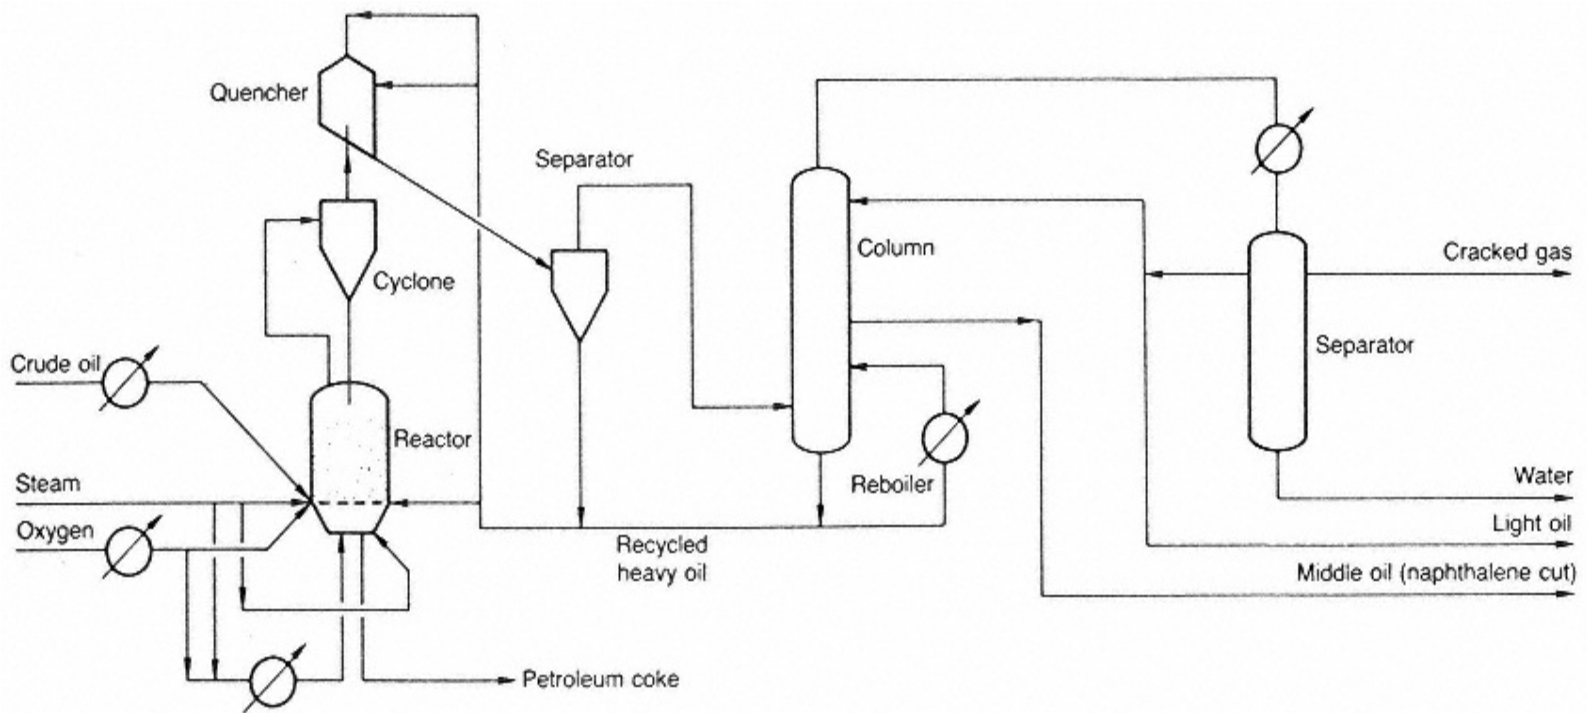 Quencher
Separator
Column
Cracked gas
Cyclone
Separator
Crude oil
Reactor
Steam
Reboiler
Water
Oxygen
Light oil
Recycled
heavy oil
Middle oil (naphthalene cut)
Petroleum coke